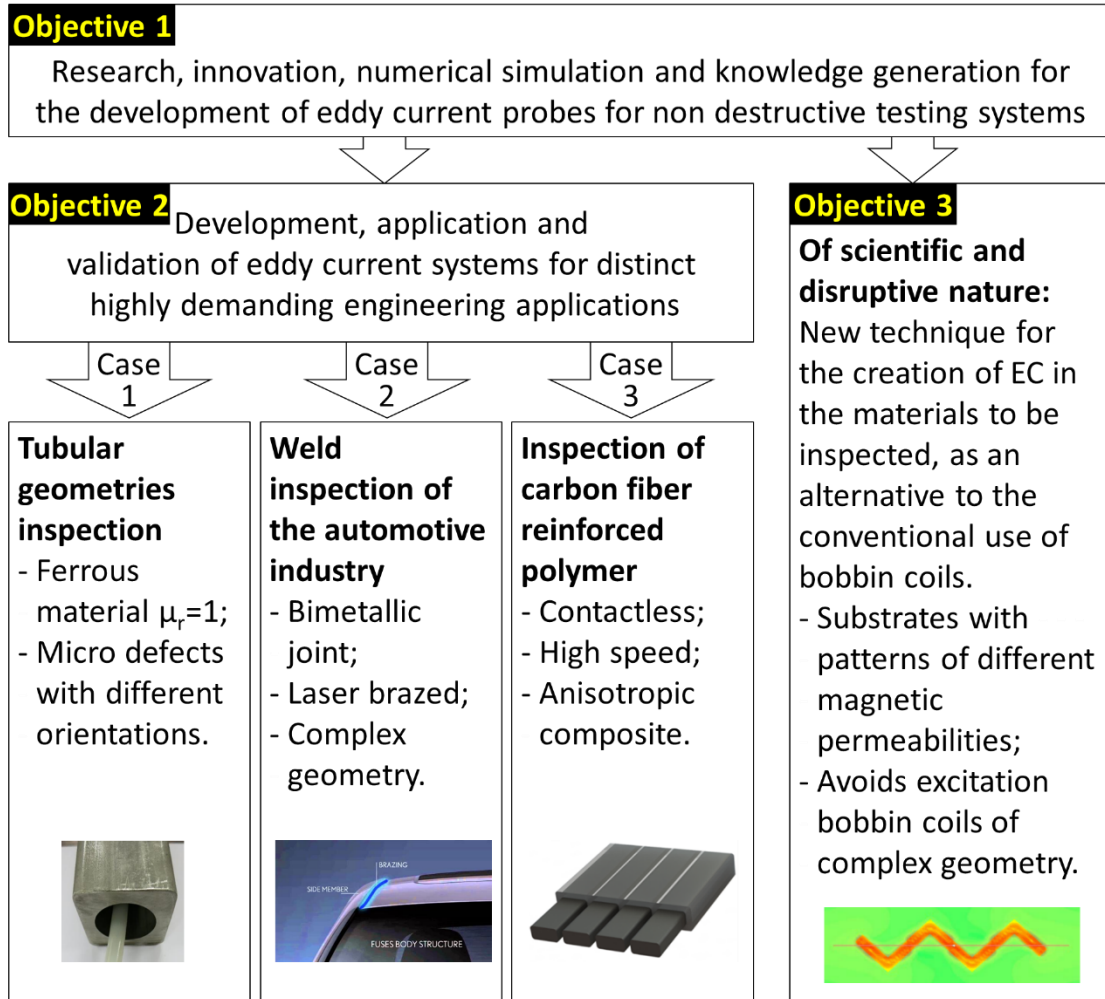 Objective 1
Research, innovation, numerical simulation and knowledge generation for
the development of eddy current probes for non destructive testing systems
Objective 2
Development, application and
validation of eddy current systems for distinct
highly demanding engineering applications
Case
1
Case
2
Case
3
Tubular
geometries
inspection
- Ferrous
material μᵣ=1;
- Micro defects
with different
orientations.
Weld
inspection of
the automotive
industry
- Bimetallic
joint;
- Laser brazed;
- Complex
geometry.
BRAZING
SIDE MEMBER
FUSES BODY STRUCTURE
Inspection of
carbon fiber
reinforced
polymer
- Contactless;
- High speed;
- Anisotropic
composite.
Objective 3
Of scientific and
disruptive nature:
New technique for
the creation of EC in
the materials to be
inspected, as an
alternative to the
conventional use of
bobbin coils.
- Substrates with
patterns of different
magnetic
permeabilities;
- Avoids excitation
bobbin coils of
complex geometry.